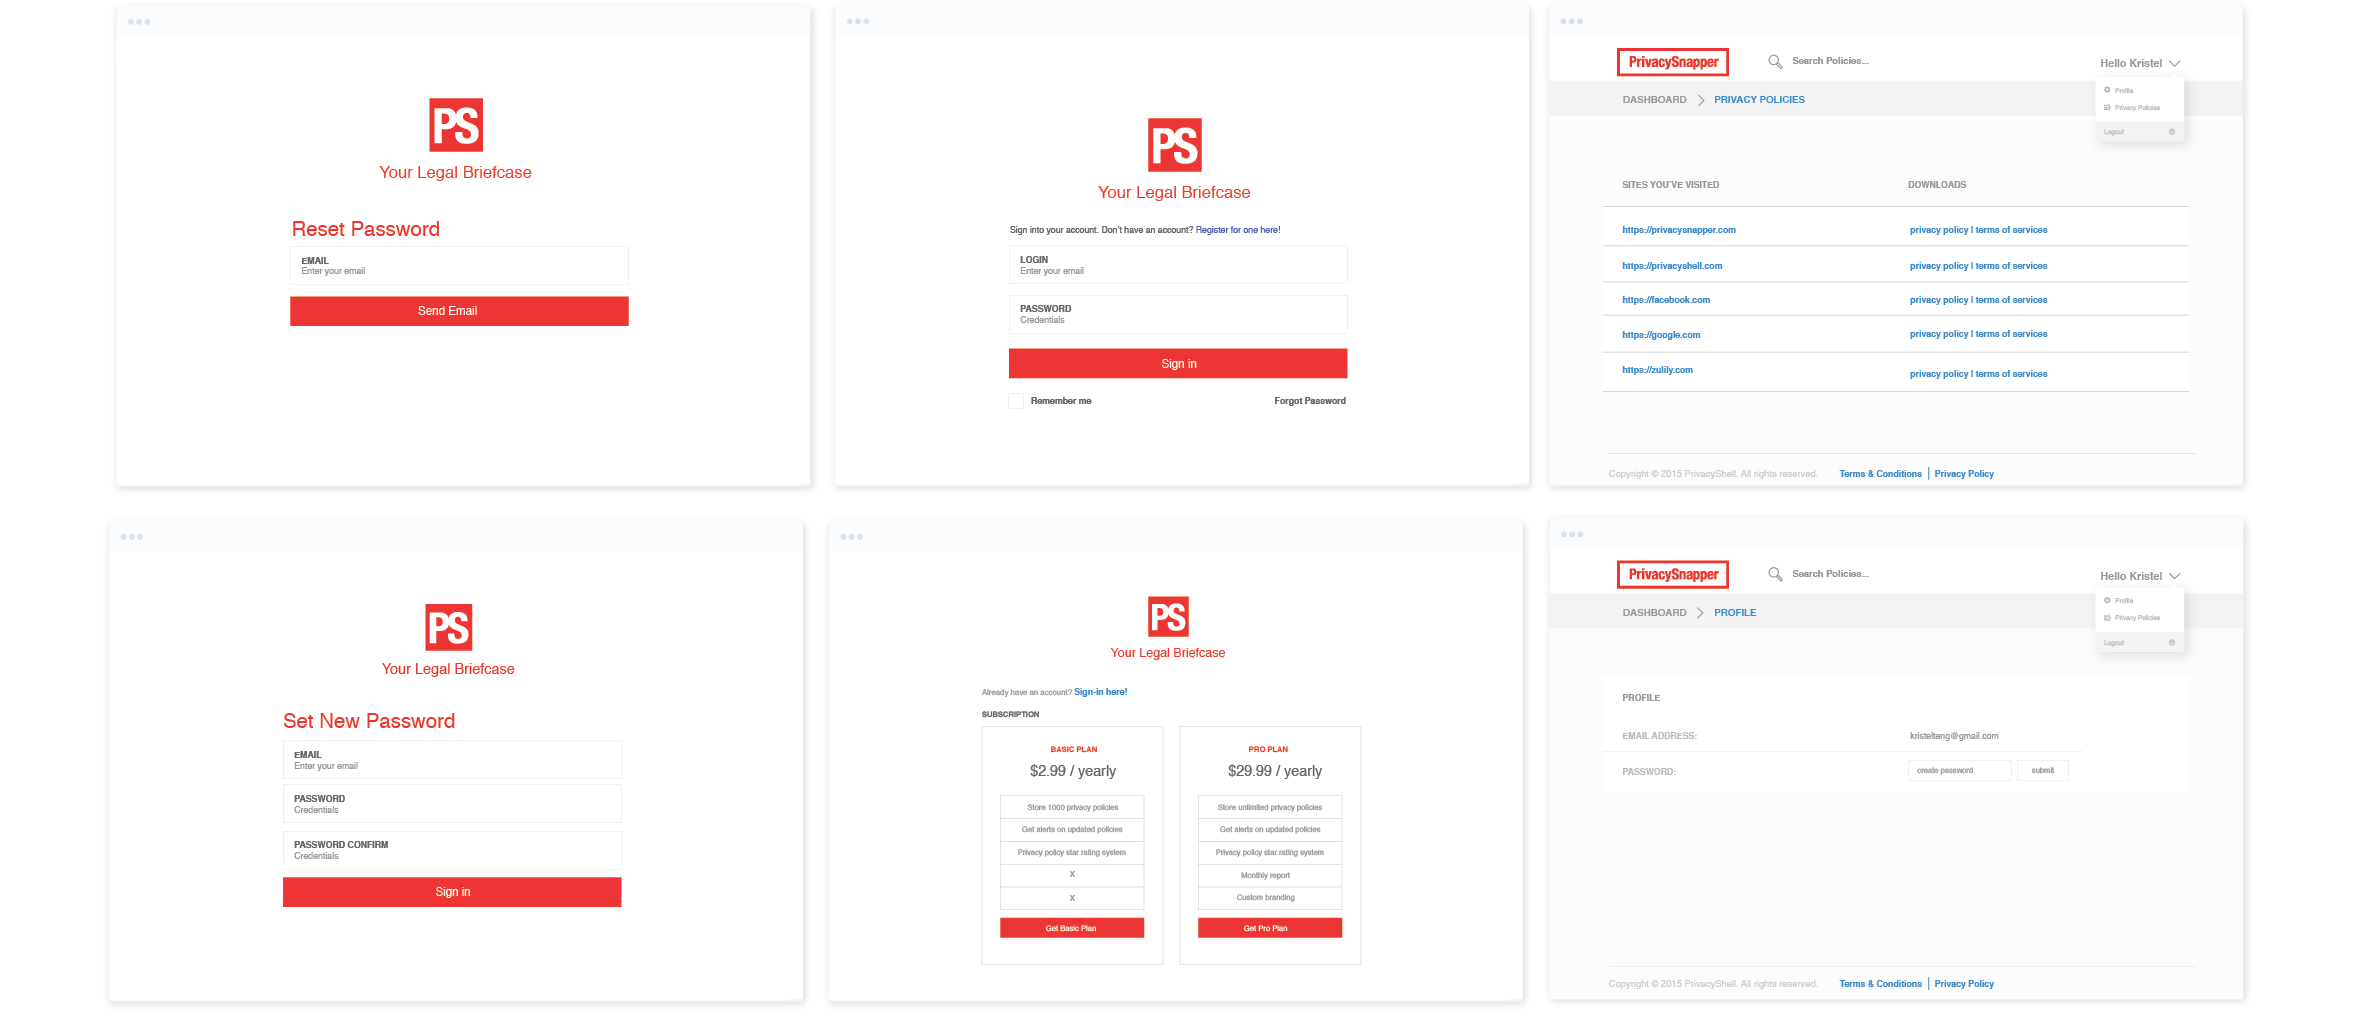 PS
Your Legal Briefcase
Reset Password
EMAIL
Enter your email
Send Email
PS
Your Legal Briefcase
Sign into your account. Don't have an account? Register for one here!
LOGIN
Enter your email
PASSWORD
Credentials
Sign in
Remember me Forgot Password
PrivacySnapper Search Policies... Hello Kristel
DASHBOARD PRIVACY POLICIES
Profile
Privacy Policies
Logout
SITES YOU'VE VISITED DOWNLOADS
https://privacysnapper.com privacy policy | terms of services
https://privacyshell.com privacy policy | terms of services
https://facebook.com privacy policy | terms of services
https://google.com privacy policy | terms of services
https://zulily.com privacy policy | terms of services
Copyright © 2015 PrivacyShell. All rights reserved. Terms & Conditions | Privacy Policy
PS
Your Legal Briefcase
Set New Password
EMAIL
Enter your email
PASSWORD
Credentials
PASSWORD CONFIRM
Credentials
Sign in
PS
Your Legal Briefcase
Already have an account? Sign-in here!
SUBSCRIPTION
BASIC PLAN
$2.99 / yearly
Store 1000 privacy policies
Get alerts on updated policies
Privacy policy star rating system
X
X
Get Basic Plan
PRO PLAN
$29.99 / yearly
Store unlimited privacy policies
Get alerts on updated policies
Privacy policy star rating system
Monthly report
Custom branding
Get Pro Plan
PrivacySnapper Search Policies... Hello Kristel
DASHBOARD PROFILE
Profile
Privacy Policies
Logout
PROFILE
EMAIL ADDRESS: kristelteng@gmail.com
PASSWORD: create password submit
Copyright © 2015 PrivacyShell. All rights reserved. Terms & Conditions | Privacy Policy